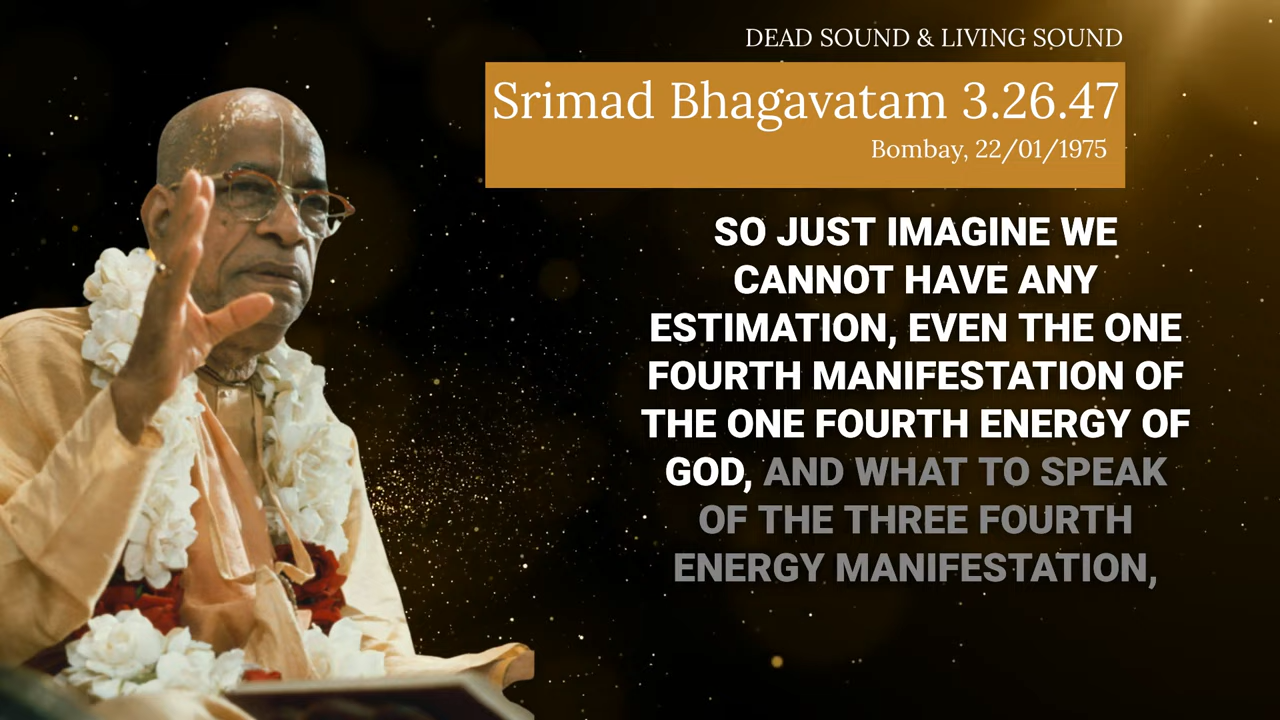 DEAD SOUND & LIVING SOUND
Srimad Bhagavatam 3.26.47
Bombay, 22/01/1975
SO JUST IMAGINE WE
CANNOT HAVE ANY
ESTIMATION, EVEN THE ONE
FOURTH MANIFESTATION OF
THE ONE FOURTH ENERGY OF
GOD, AND WHAT TO SPEAK
OF THE THREE FOURTH
ENERGY MANIFESTATION,